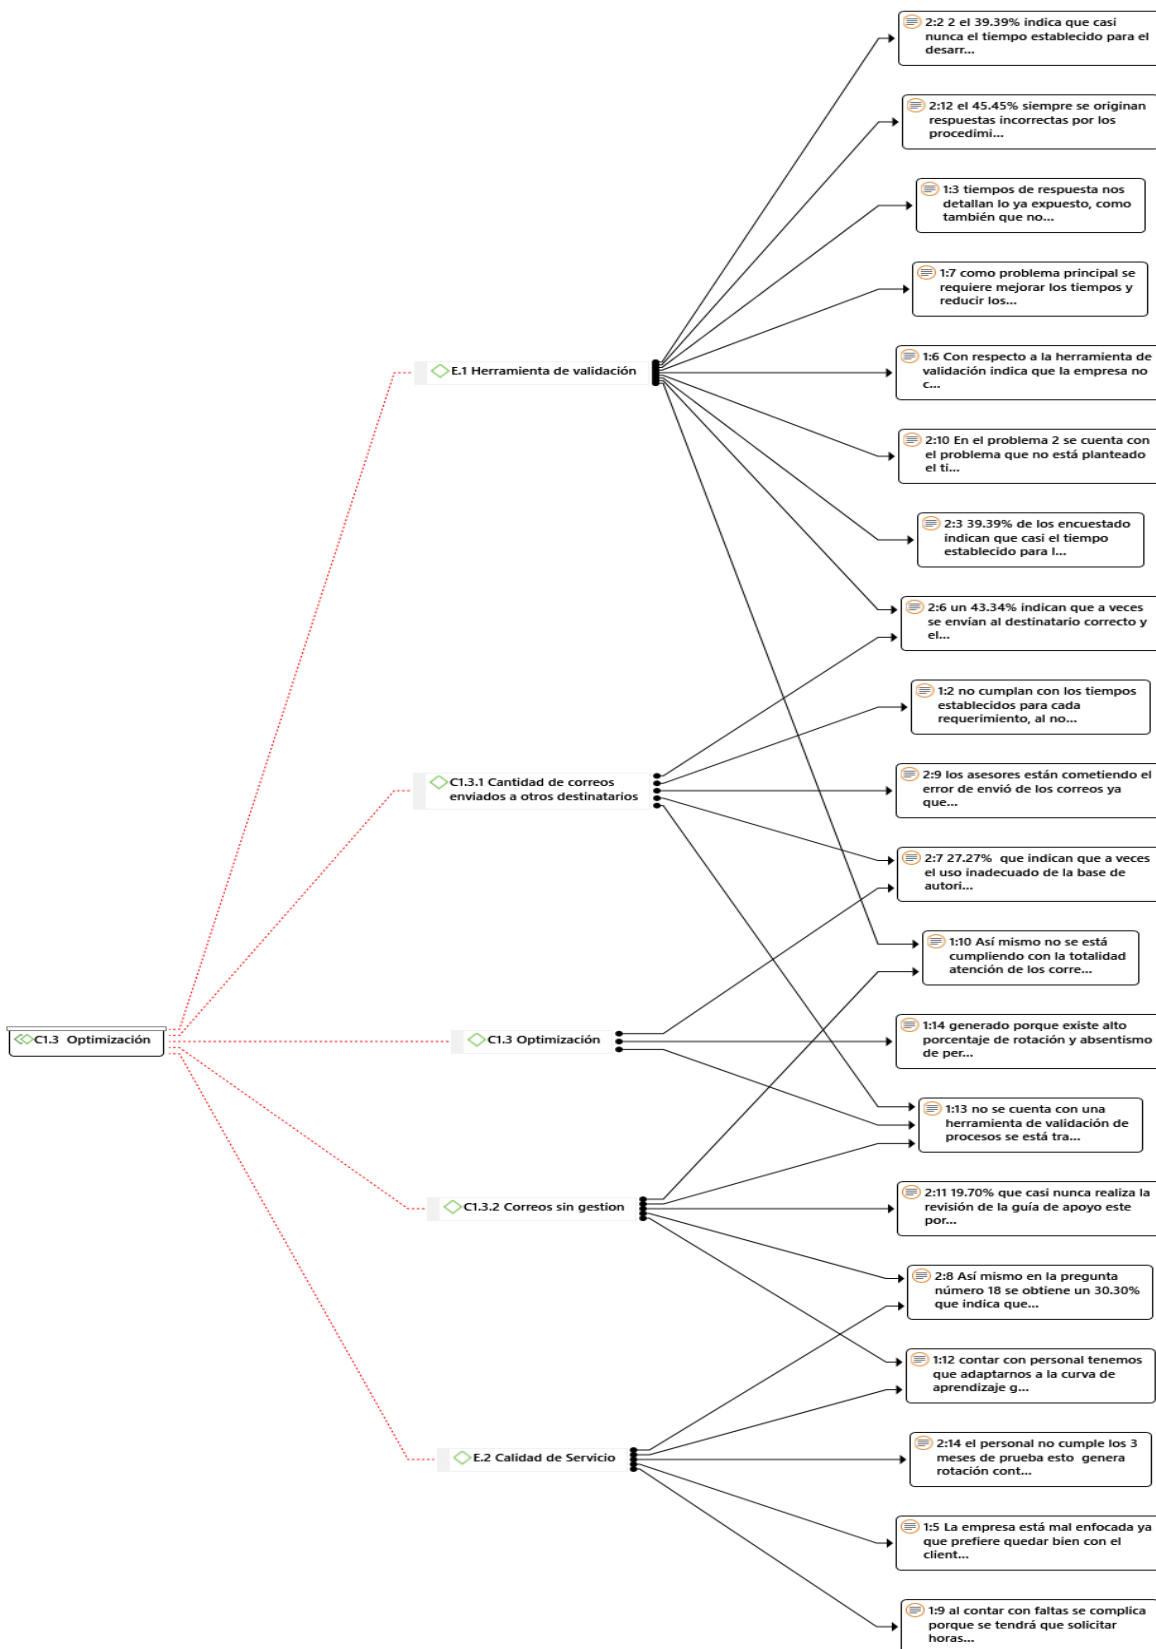 2:2 2 el 39.39% indica que casi
nunca el tiempo establecido para el
desarr...
2:12 el 45.45% siempre se originan
respuestas incorrectas por los
procedimi...
1:3 tiempos de respuesta nos
detallan lo ya expuesto, como
también que no...
1:7 como problema principal se
requiere mejorar los tiempos y
reducir los...
E.1 Herramienta de validación
1:6 Con respecto a la herramienta de
validación indica que la empresa no
c...
2:10 En el problema 2 se cuenta con
el problema que no está planteado
el ti...
2:3 39.39% de los encuestado
indican que casi el tiempo
establecido para l...
2:6 un 43.34% indican que a veces
se envían al destinatario correcto y
el...
1:2 no cumplan con los tiempos
establecidos para cada
requerimiento, al no...
C1.3.1 Cantidad de correos
enviados a otros destinatarios
2:9 los asesores están cometiendo el
error de envió de los correos ya
que...
2:7 27.27% que indican que a veces
el uso inadecuado de la base de
autori...
1:10 Así mismo no se está
cumpliendo con la totalidad
atención de los corre...
C1.3 Optimización
C1.3 Optimización
1:14 generado porque existe alto
porcentaje de rotación y absentismo
de per...
1:13 no se cuenta con una
herramienta de validación de
procesos se está tra...
C1.3.2 Correos sin gestion
2:11 19.70% que casi nunca realiza la
revisión de la guía de apoyo este
por...
2:8 Así mismo en la pregunta
número 18 se obtiene un 30.30%
que indica que...
1:12 contar con personal tenemos
que adaptarnos a la curva de
aprendizaje g...
E.2 Calidad de Servicio
2:14 el personal no cumple los 3
meses de prueba esto genera
rotación cont...
1:5 La empresa está mal enfocada ya
que prefiere quedar bien con el
client...
1:9 al contar con faltas se complica
porque se tendrá que solicitar
horas...